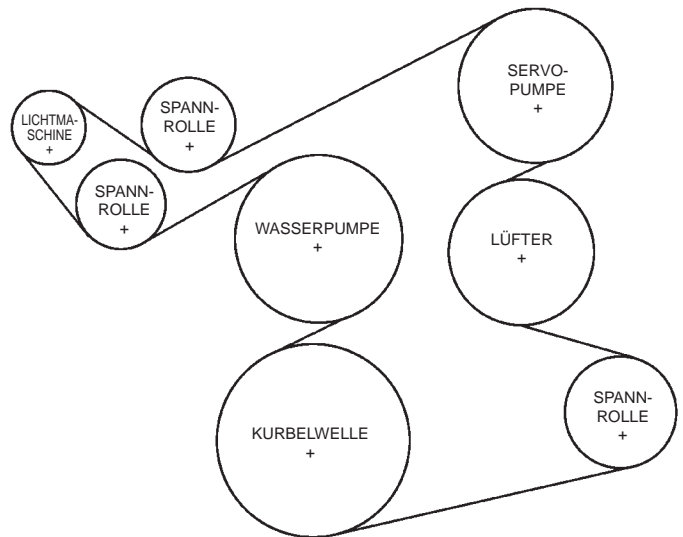 SERVO-
PUMPE
+
SPANN-
ROLLE
+
LICHTMA-
SCHINE
+
SPANN-
ROLLE
+
WASSERPUMPE
+
LÜFTER
+
SPANN-
ROLLE
+
KURBELWELLE
+